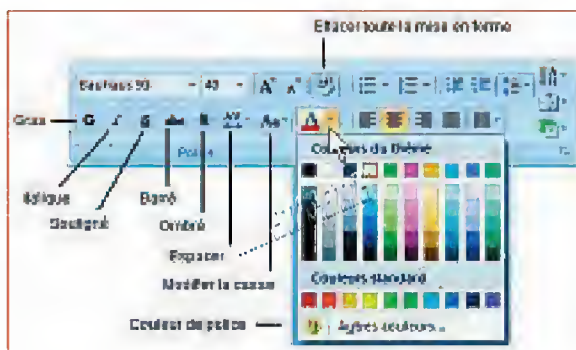 Effacer toute la mise en forme
Bauhaus 93 40 A A
Gras G I S abc S AV Aa A
Police
Couleurs du thème
Italique
Barré
Souligné
Ombré
Espacer
Modifier la casse
Couleurs standard
Couleur de police
Autres couleurs...